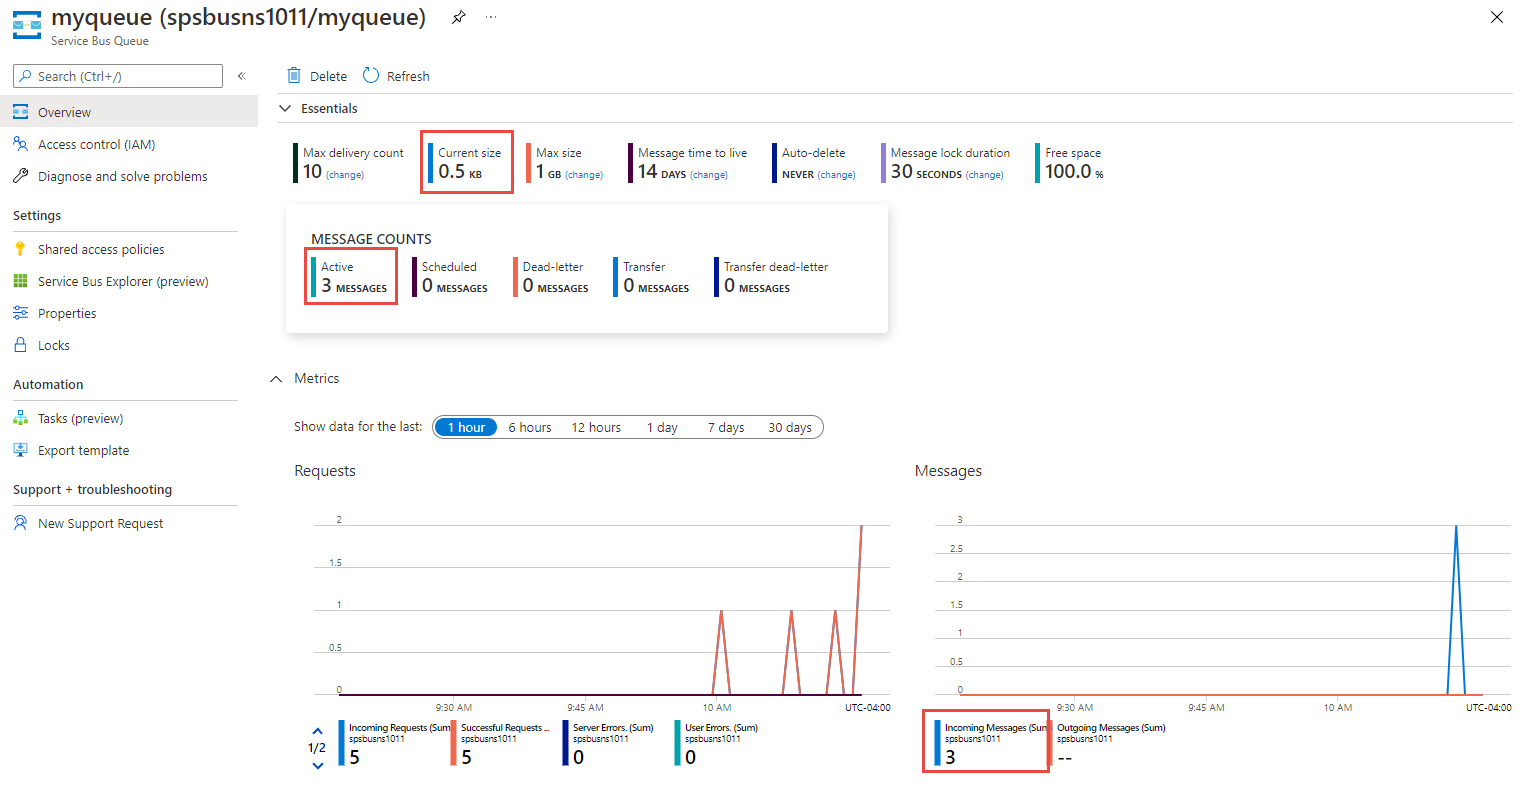 myqueue (spsbusns1011/myqueue) ...
Service Bus Queue
Search (Ctrl+/) «
Delete Refresh
Essentials
Overview
Access control (IAM)
Diagnose and solve problems
Settings
Shared access policies
Service Bus Explorer (preview)
Properties
Locks
Automation
Tasks (preview)
Export template
Support + troubleshooting
New Support Request
Max delivery count
10 (change)
Current size
0.5 KB
Max size
1 GB (change)
Message time to live
14 DAYS (change)
Auto-delete
NEVER (change)
Message lock duration
30 SECONDS (change)
Free space
100.0 %
MESSAGE COUNTS
Active
3 MESSAGES
Scheduled
0 MESSAGES
Dead-letter
0 MESSAGES
Transfer
0 MESSAGES
Transfer dead-letter
0 MESSAGES
Metrics
Show data for the last: 1 hour 6 hours 12 hours 1 day 7 days 30 days
Requests
2
1.5
1
0.5
0
9:30 AM 9:45 AM 10 AM UTC-04:00
1/2
Incoming Requests (Sum
spsbusns1011
5
Successful Requests ...
spsbusns1011
5
Server Errors. (Sum)
spsbusns1011
0
User Errors. (Sum)
spsbusns1011
0
Messages
3
2.5
2
1.5
1
0.5
0
9:30 AM 9:45 AM 10 AM UTC-04:00
Incoming Messages (Sum
spsbusns1011
3
Outgoing Messages (Sum)
spsbusns1011
--